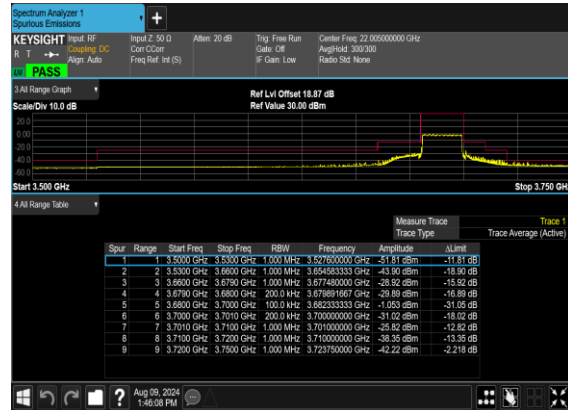 Spectrum Analyzer 1
Spurious Emissions
KEYSIGHT Input: RF Input Z: 50 Ω Atten: 20 dB Trig: Free Run Center Freq: 22.005000000 GHz
R T Coupling: DC Corr CCorr Gate: Off Avg|Hold: 300/300
Align: Auto Freq Ref: Int (S) IF Gain: Low Radio Std: None
PASS
3 All Range Graph
Ref Lvl Offset 18.87 dB
Scale/Div 10.0 dB Ref Value 30.00 dBm
20.0
0.00
-20.0
-40.0
-60.0
Start 3.500 GHz Stop 3.750 GH
4 All Range Table
Measure Trace Trace 1
Trace Type Trace Average (Active)
Spur Range Start Freq Stop Freq RBW Frequency Amplitude ΔLimit
1 1 3.5000 GHz 3.5300 GHz 1.000 MHz 3.527600000 GHz -51.81 dBm -11.81 dB
2 2 3.5300 GHz 3.6600 GHz 1.000 MHz 3.654583333 GHz -43.90 dBm -18.90 dB
3 3 3.6600 GHz 3.6790 GHz 1.000 MHz 3.677480000 GHz -28.92 dBm -15.92 dB
4 4 3.6790 GHz 3.6800 GHz 200.0 kHz 3.679891667 GHz -29.89 dBm -16.89 dB
5 5 3.6800 GHz 3.7000 GHz 100.0 kHz 3.682333333 GHz -1.053 dBm -31.05 dB
6 6 3.7000 GHz 3.7010 GHz 200.0 kHz 3.700000000 GHz -31.02 dBm -18.02 dB
7 7 3.7010 GHz 3.7100 GHz 1.000 MHz 3.701000000 GHz -25.82 dBm -12.82 dB
8 8 3.7100 GHz 3.7200 GHz 1.000 MHz 3.710000000 GHz -38.35 dBm -13.35 dB
9 9 3.7200 GHz 3.7500 GHz 1.000 MHz 3.723750000 GHz -42.22 dBm -2.218 dB
? Aug 09, 2024
1:46:08 PM